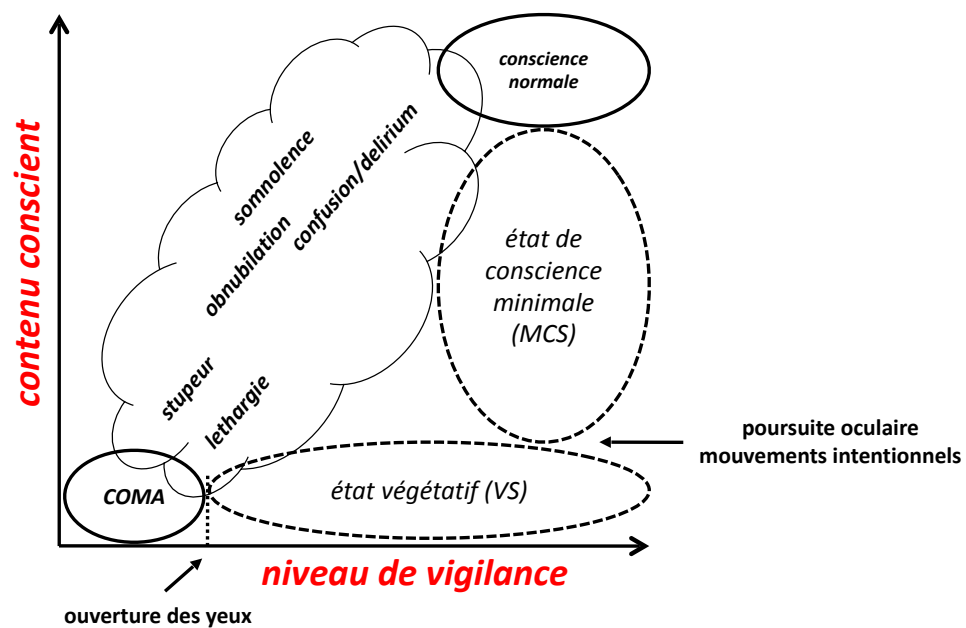 conscience
normale
contenu conscient
somnolence
confusion/delirium
obnubilation
état de
conscience
minimale
(MCS)
stupeur
lethargie
poursuite oculaire
mouvements intentionnels
COMA
état végétatif (VS)
niveau de vigilance
ouverture des yeux